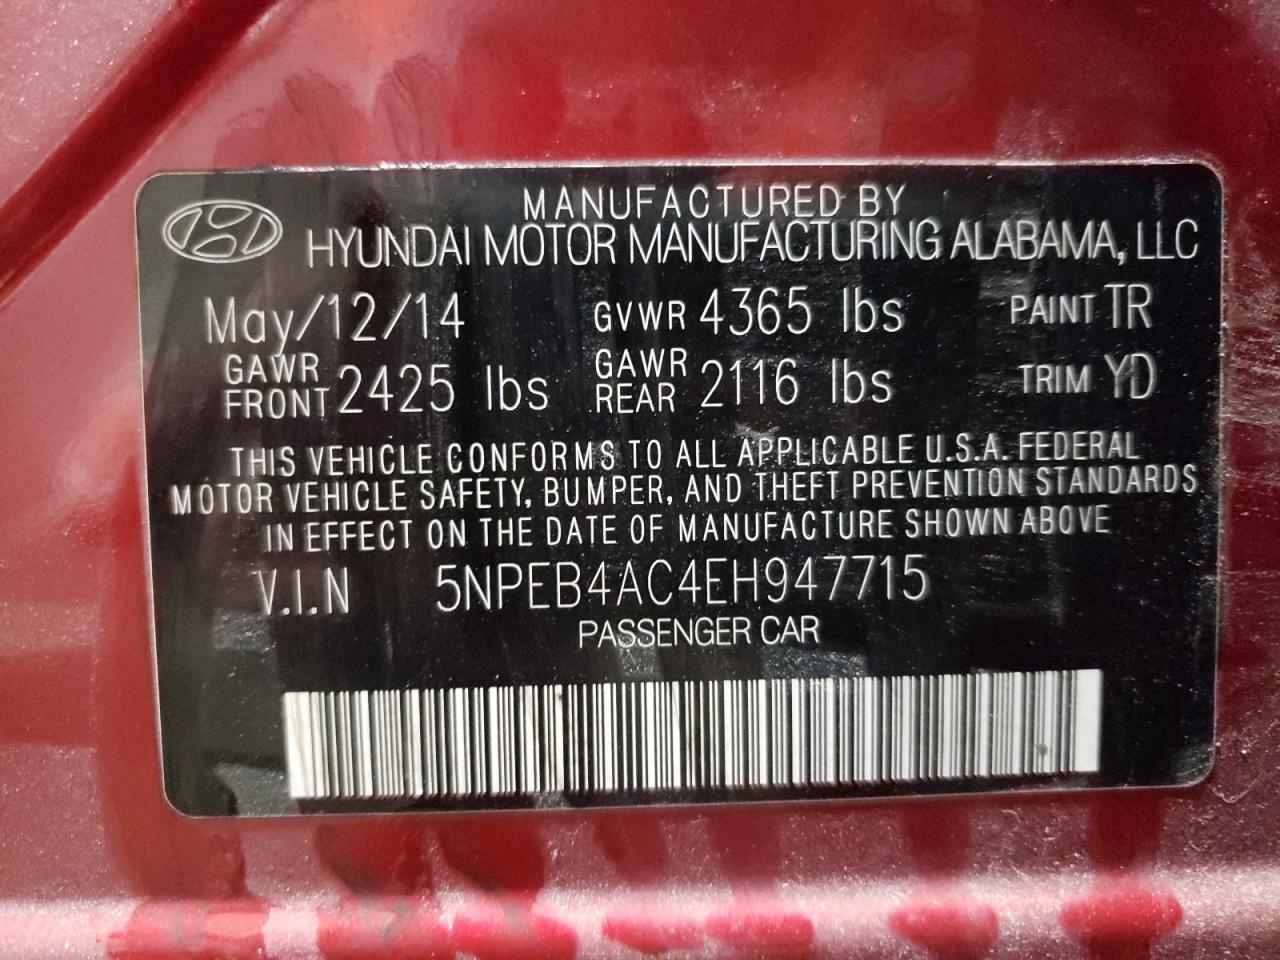 MANUFACTURED BY
HYUNDAI MOTOR MANUFACTURING ALABAMA, LLC
May/12/14 GVWR 4365 lbs PAINT TR
GAWR FRONT 2425 lbs GAWR REAR 2116 lbs TRIM YD
THIS VEHICLE CONFORMS TO ALL APPLICABLE U.S.A. FEDERAL
MOTOR VEHICLE SAFETY, BUMPER, AND THEFT PREVENTION STANDARDS
IN EFFECT ON THE DATE OF MANUFACTURE SHOWN ABOVE
V.I.N 5NPEB4AC4EH947715
PASSENGER CAR